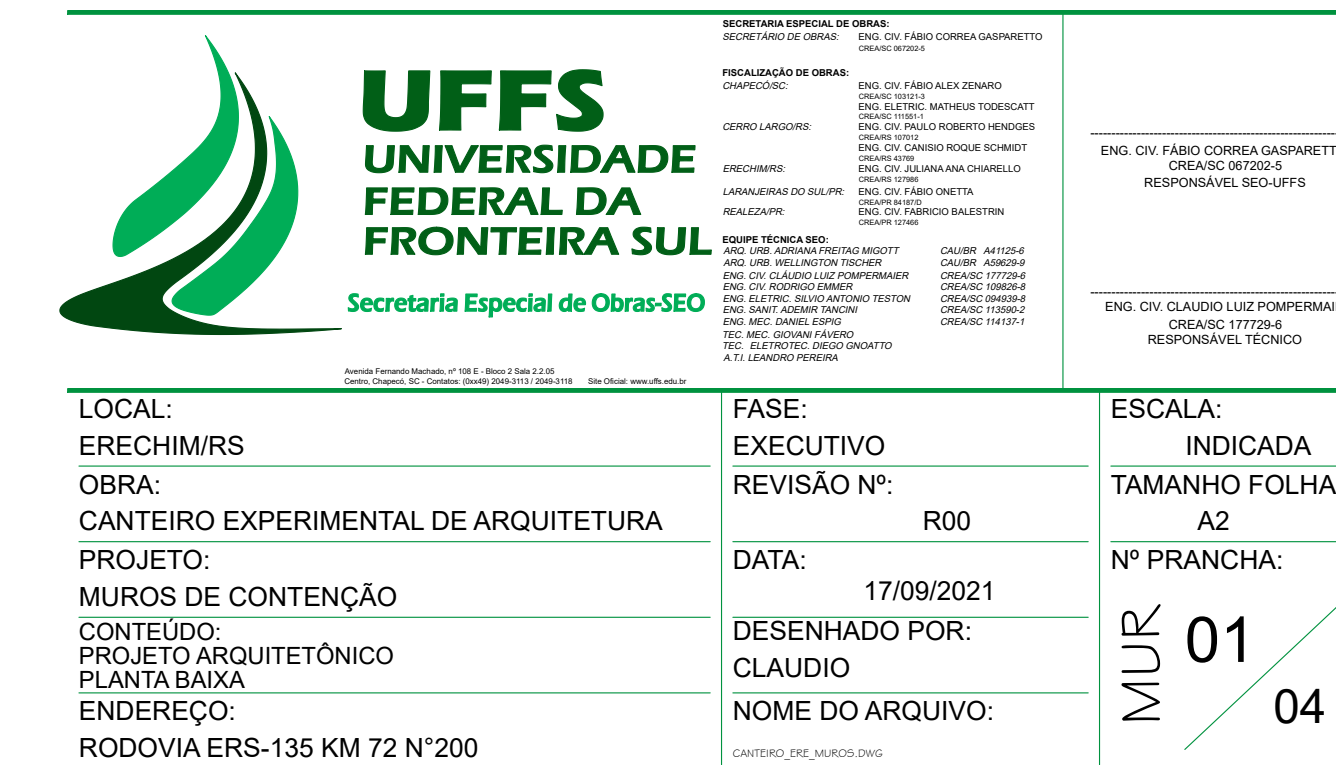 UFFS
UNIVERSIDADE
FEDERAL DA
FRONTEIRA SUL
Secretaria Especial de Obras-SEO
Avenida Fernando Machado, nº 108 E - Bloco 2 Sala 2.2.05
Centro, Chapecó, SC - Contatos: (0xx49) 2049-3113 / 2049-3118 Site Oficial: www.uffs.edu.br
SECRETARIA ESPECIAL DE OBRAS:
SECRETÁRIO DE OBRAS: ENG. CIV. FÁBIO CORREA GASPARETTO
CREA/SC 067202-5
FISCALIZAÇÃO DE OBRAS:
CHAPECÓ/SC: ENG. CIV. FÁBIO ALEX ZENARO
CREA/SC 103121-3
ENG. ELETRIC. MATHEUS TODESCATT
CREA/SC 111551-1
CERRO LARGO/RS: ENG. CIV. PAULO ROBERTO HENDGES
CREA/RS 107012
ENG. CIV. CANISIO ROQUE SCHMIDT
CREA/RS 43769
ERECHIM/RS: ENG. CIV. JULIANA ANA CHIARELLO
CREA/RS 127986
LARANJEIRAS DO SUL/PR: ENG. CIV. FÁBIO ONETTA
CREA/PR 84187/D
REALEZA/PR: ENG. CIV. FABRICIO BALESTRIN
CREA/PR 127466
EQUIPE TÉCNICA SEO:
ARQ. URB. ADRIANA FREITAG MIGOTT CAU/BR A41125-6
ARQ. URB. WELLINGTON TISCHER CAU/BR A59629-9
ENG. CIV. CLÁUDIO LUIZ POMPERMAIER CREA/SC 177729-6
ENG. CIV. RODRIGO EMMER CREA/SC 109826-8
ENG. ELETRIC. SILVIO ANTONIO TESTON CREA/SC 094939-8
ENG. SANIT. ADEMIR TANCINI CREA/SC 113590-2
ENG. MEC. DANIEL ESPIG CREA/SC 114137-1
TEC. MEC. GIOVANI FÁVERO
TEC. ELETROTEC. DIEGO GNOATTO
A.T.I. LEANDRO PEREIRA
ENG. CIV. FÁBIO CORREA GASPARETT
CREA/SC 067202-5
RESPONSÁVEL SEO-UFFS
ENG. CIV. CLAUDIO LUIZ POMPERMAI
CREA/SC 177729-6
RESPONSÁVEL TÉCNICO
LOCAL:
ERECHIM/RS
OBRA:
CANTEIRO EXPERIMENTAL DE ARQUITETURA
PROJETO:
MUROS DE CONTENÇÃO
CONTEÚDO:
PROJETO ARQUITETÔNICO
PLANTA BAIXA
ENDEREÇO:
RODOVIA ERS-135 KM 72 N°200
FASE:
EXECUTIVO
REVISÃO Nº:
R00
DATA:
17/09/2021
DESENHADO POR:
CLAUDIO
NOME DO ARQUIVO:
CANTEIRO_ERE_MUROS.DWG
ESCALA:
INDICADA
TAMANHO FOLHA
A2
Nº PRANCHA:
MUR
01
04